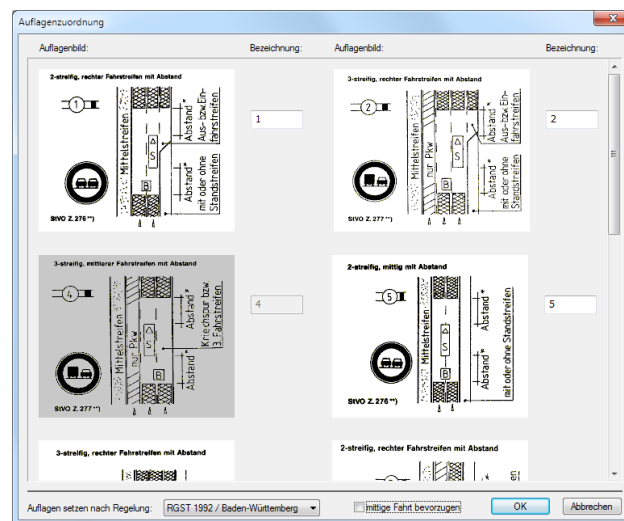 Auflagenzuordnung
Auflagenbild:
Bezeichnung:
Auflagenbild:
Bezeichnung:
2-streifig, rechter Fahrstreifen mit Abstand
1
Mittelstreifen
S
B
Abstand*
Aus- bzw. Ein-
fahrstreifen
Abstand*
mit oder ohne
Standstreifen
StVO Z. 276 **)
1
3-streifig, rechter Fahrstreifen mit Abstand
2
Mittelstreifen
nur Pkw
S
B
Abstand*
Aus- bzw. Ein-
fahrstreifen
Abstand*
mit oder ohne
Standstreifen
StVO Z. 277 **)
2
3-streifig, mittlerer Fahrstreifen mit Abstand
4
Mittelstreifen
nur Pkw
S
B
Abstand*
Abstand*
Kriechspur bzw
3. Fahrstreifen
StVO Z. 277 **)
4
2-streifig, mittig mit Abstand
5
Mittelstreifen
S
B
Abstand*
Abstand*
mit oder ohne Standstreifen
StVO Z. 276 **)
5
3-streifig, rechter Fahrstreifen mit Abstand
2-streifig, rechter Fahrstreifen mit Abstand
Auflagen setzen nach Regelung:
RGST 1992 / Baden-Württemberg
mittige Fahrt bevorzugen
OK
Abbrechen